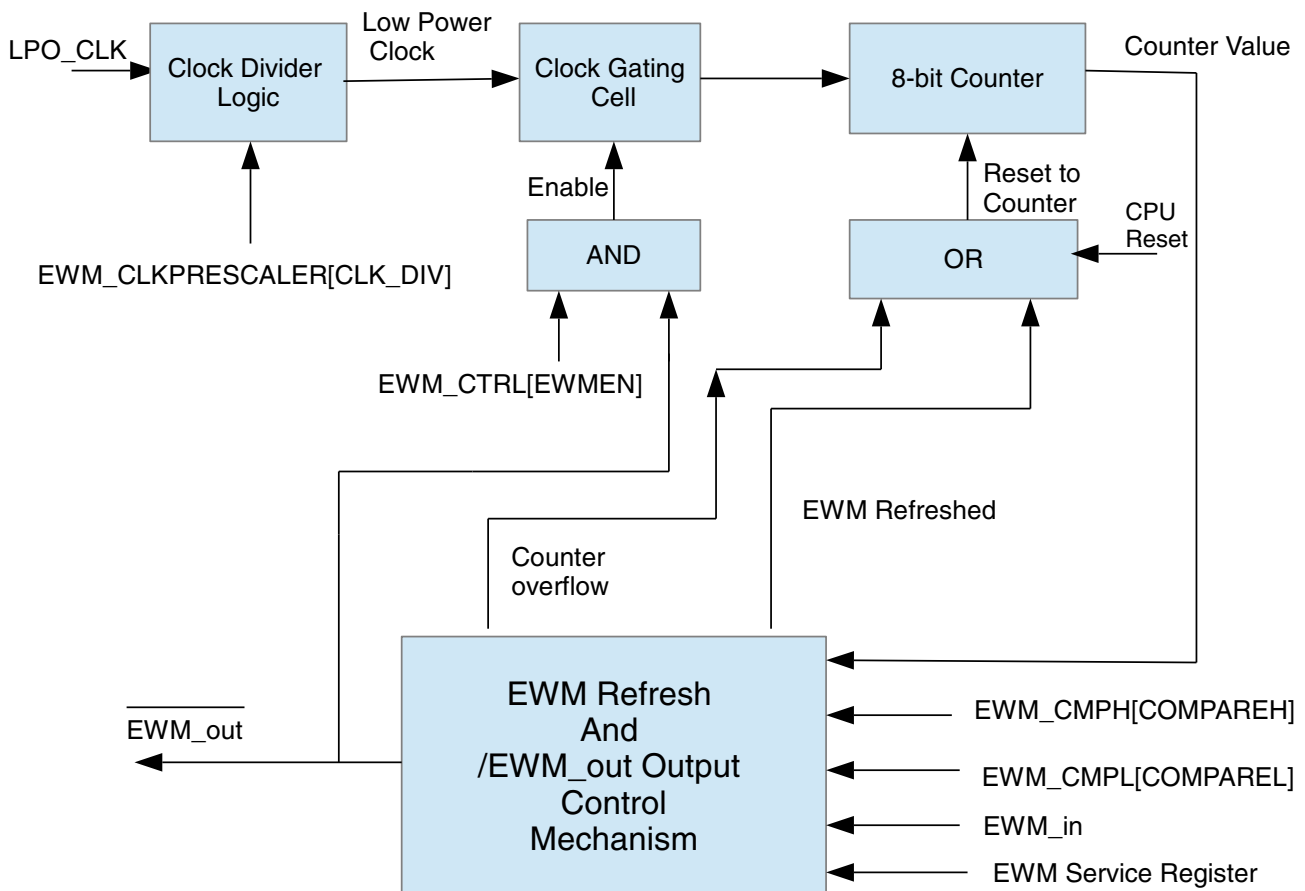 LPO_CLK
Clock Divider
Logic
Low Power
Clock
Clock Gating
Cell
8-bit Counter
Counter Value
Enable
Reset to
Counter
CPU
Reset
AND
OR
EWM_CLKPRESCALER[CLK_DIV]
EWM_CTRL[EWMEN]
EWM Refreshed
Counter
overflow
EWM Refresh
And
/EWM_out Output
Control
Mechanism
EWM_out
EWM_CMPH[COMPAREH]
EWM_CMPL[COMPAREL]
EWM_in
EWM Service Register